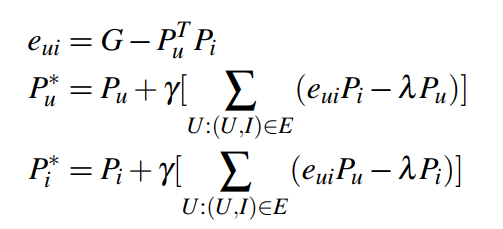 e_{ui} = G − P_u^T P_i
P_u^* = P_u + γ[ ∑_{U:(U,I)∈E} (e_{ui}P_i − λP_u)]
P_i^* = P_i + γ[ ∑_{U:(U,I)∈E} (e_{ui}P_u − λP_i)]